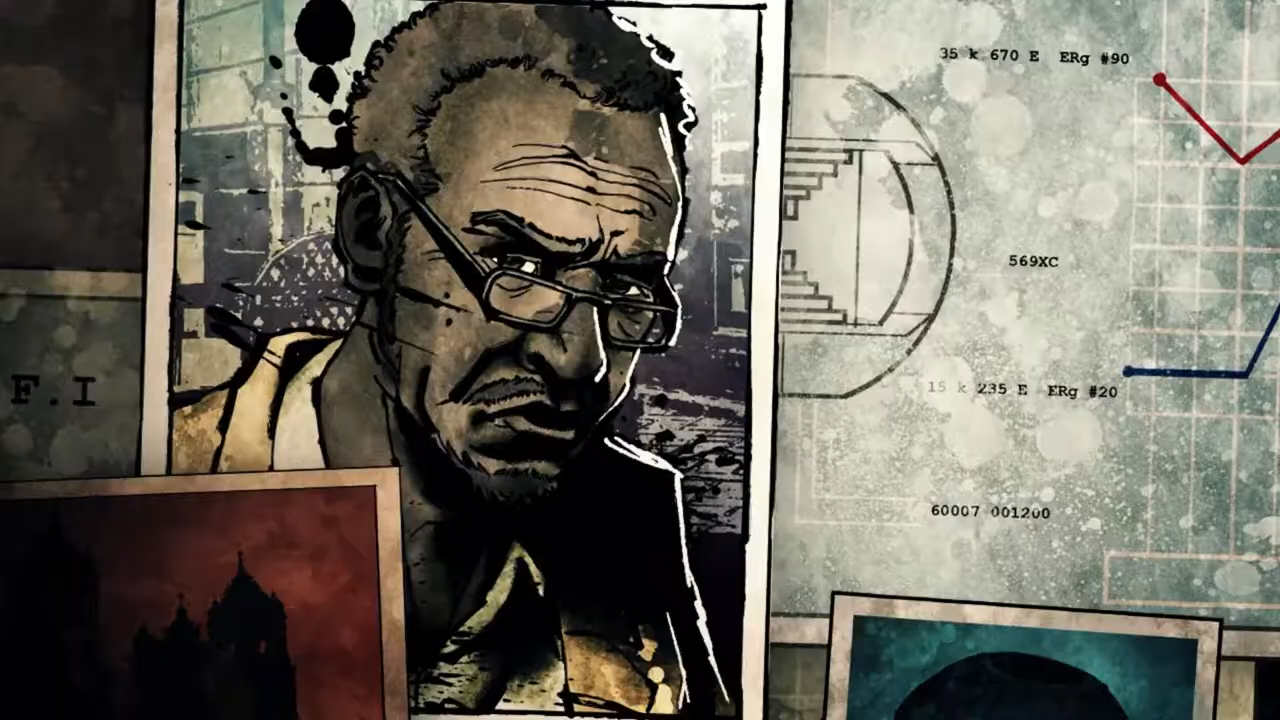 35 k 670 E ERg #90
569XC
F.I
15 k 235 E ERg #20
60007 001200